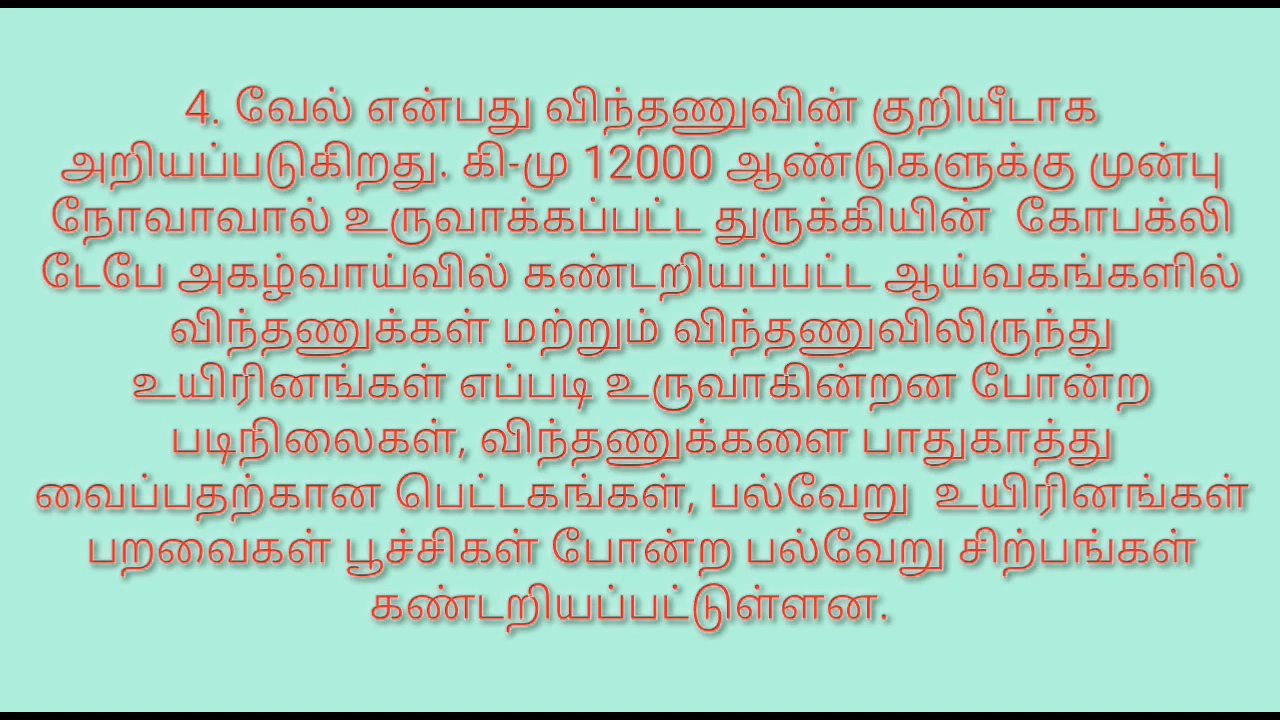 4. வேல் என்பது விந்தணுவின் குறியீடாக
அறியப்படுகிறது. கி-மு 12000 ஆண்டுகளுக்கு முன்பு
நோவாவால் உருவாக்கப்பட்ட துருக்கியின் கோபக்லி
டேபே அகழ்வாய்வில் கண்டறியப்பட்ட ஆய்வகங்களில்
விந்தணுக்கள் மற்றும் விந்தணுவிலிருந்து
உயிரினங்கள் எப்படி உருவாகின்றன போன்ற
படிநிலைகள், விந்தணுக்களை பாதுகாத்து
வைப்பதற்கான பெட்டகங்கள், பல்வேறு உயிரினங்கள்
பறவைகள் பூச்சிகள் போன்ற பல்வேறு சிற்பங்கள்
கண்டறியப்பட்டுள்ளன.